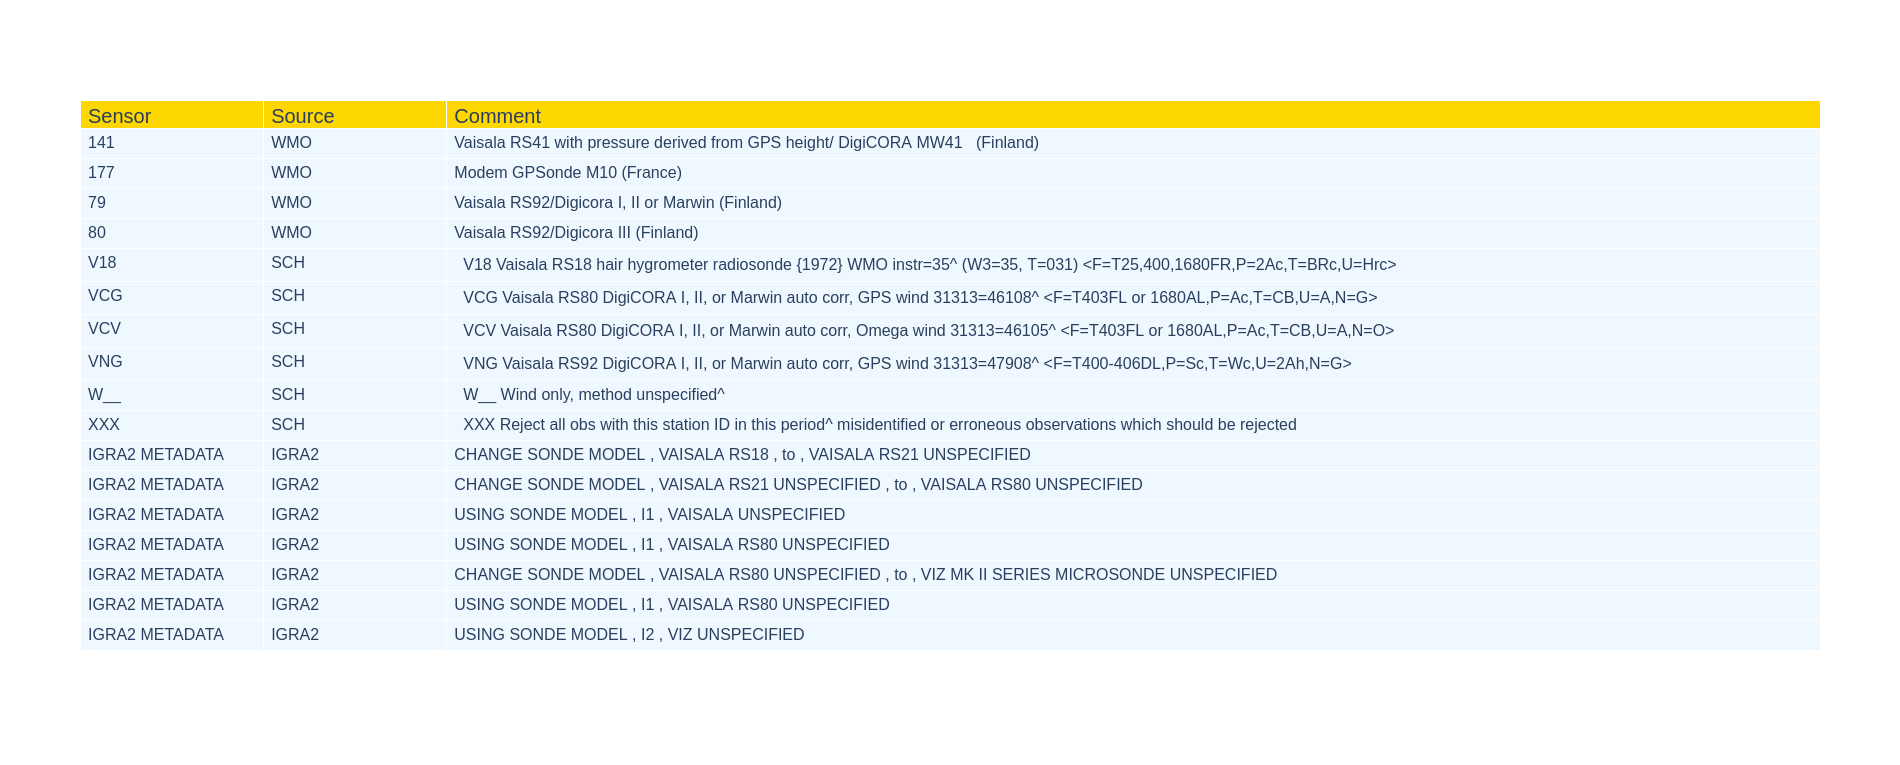 Sensor Source Comment
141 WMO Vaisala RS41 with pressure derived from GPS height/ DigiCORA MW41   (Finland)
177 WMO Modem GPSonde M10 (France)
79 WMO Vaisala RS92/Digicora I, II or Marwin (Finland)
80 WMO Vaisala RS92/Digicora III (Finland)
V18 SCH V18 Vaisala RS18 hair hygrometer radiosonde {1972} WMO instr=35^ (W3=35, T=031) <F=T25,400,1680FR,P=2Ac,T=BRc,U=Hrc>
VCG SCH VCG Vaisala RS80 DigiCORA I, II, or Marwin auto corr, GPS wind 31313=46108^ <F=T403FL or 1680AL,P=Ac,T=CB,U=A,N=G>
VCV SCH VCV Vaisala RS80 DigiCORA I, II, or Marwin auto corr, Omega wind 31313=46105^ <F=T403FL or 1680AL,P=Ac,T=CB,U=A,N=O>
VNG SCH VNG Vaisala RS92 DigiCORA I, II, or Marwin auto corr, GPS wind 31313=47908^ <F=T400-406DL,P=Sc,T=Wc,U=2Ah,N=G>
W__ SCH W__ Wind only, method unspecified^
XXX SCH XXX Reject all obs with this station ID in this period^ misidentified or erroneous observations which should be rejected
IGRA2 METADATA IGRA2 CHANGE SONDE MODEL , VAISALA RS18 , to , VAISALA RS21 UNSPECIFIED
IGRA2 METADATA IGRA2 CHANGE SONDE MODEL , VAISALA RS21 UNSPECIFIED , to , VAISALA RS80 UNSPECIFIED
IGRA2 METADATA IGRA2 USING SONDE MODEL , I1 , VAISALA UNSPECIFIED
IGRA2 METADATA IGRA2 USING SONDE MODEL , I1 , VAISALA RS80 UNSPECIFIED
IGRA2 METADATA IGRA2 CHANGE SONDE MODEL , VAISALA RS80 UNSPECIFIED , to , VIZ MK II SERIES MICROSONDE UNSPECIFIED
IGRA2 METADATA IGRA2 USING SONDE MODEL , I1 , VAISALA RS80 UNSPECIFIED
IGRA2 METADATA IGRA2 USING SONDE MODEL , I2 , VIZ UNSPECIFIED